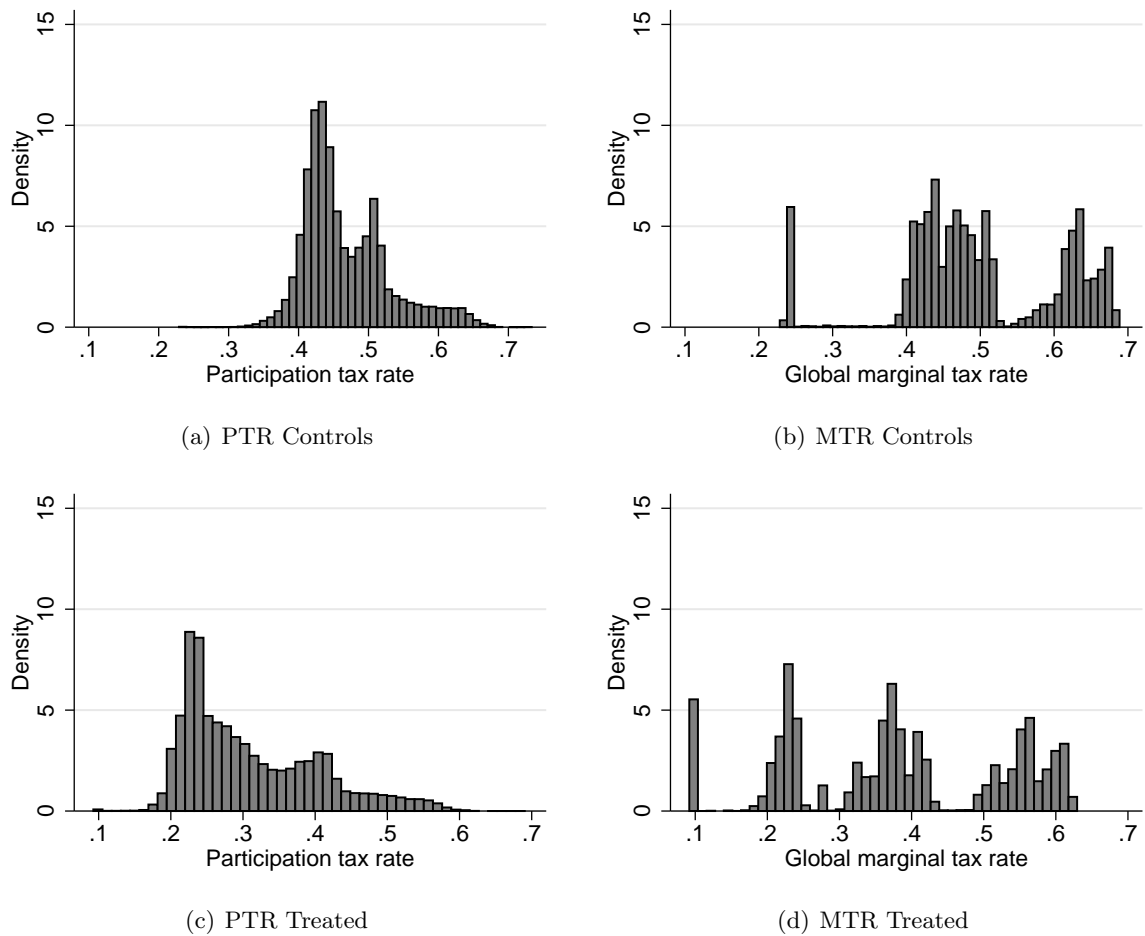 Density
15
10
5
0
.1 .2 .3 .4 .5 .6 .7
Participation tax rate
(a) PTR Controls
Density
15
10
5
0
.1 .2 .3 .4 .5 .6 .7
Global marginal tax rate
(b) MTR Controls
Density
15
10
5
0
.1 .2 .3 .4 .5 .6 .7
Participation tax rate
(c) PTR Treated
Density
15
10
5
0
.1 .2 .3 .4 .5 .6 .7
Global marginal tax rate
(d) MTR Treated